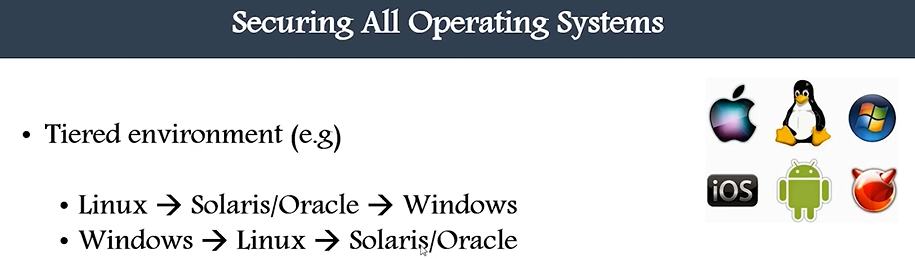 Securing All Operating Systems
• Tiered environment (e.g)
• Linux → Solaris/Oracle → Windows
• Windows → Linux → Solaris/Oracle
iOS